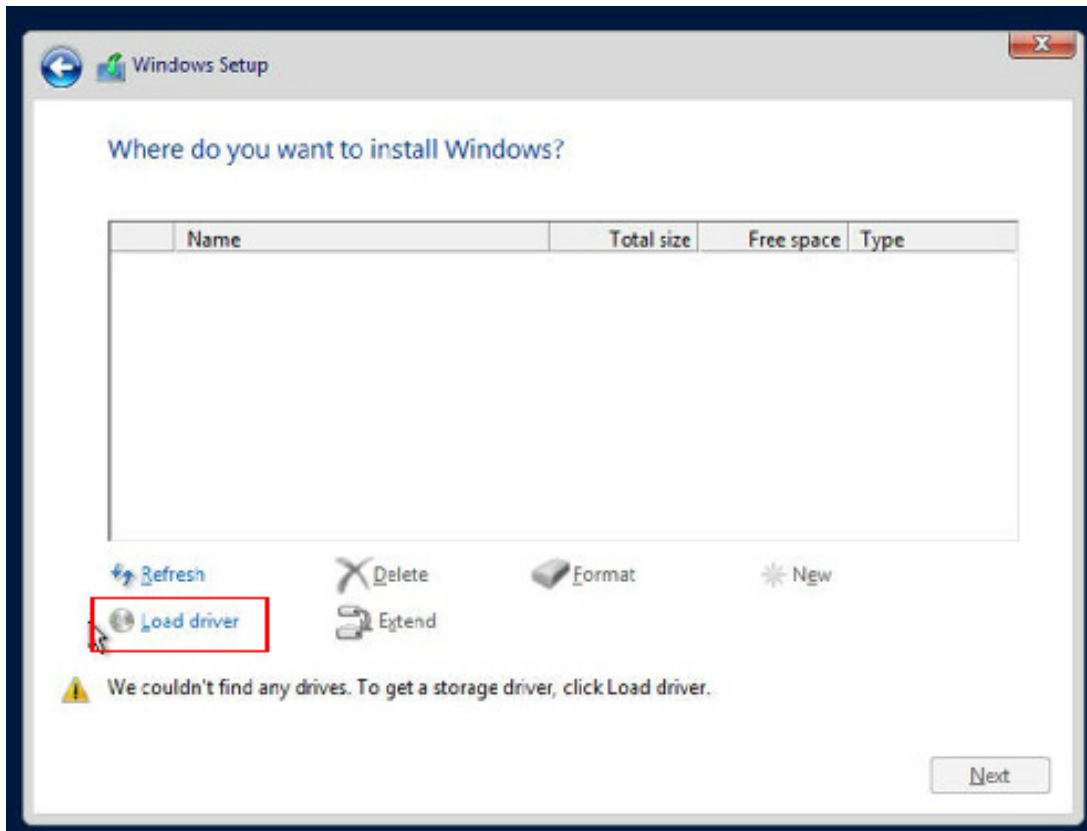 Windows Setup
Where do you want to install Windows?
Name Total size Free space Type
Refresh Delete Format New
Load driver Extend
We couldn't find any drives. To get a storage driver, click Load driver.
Next